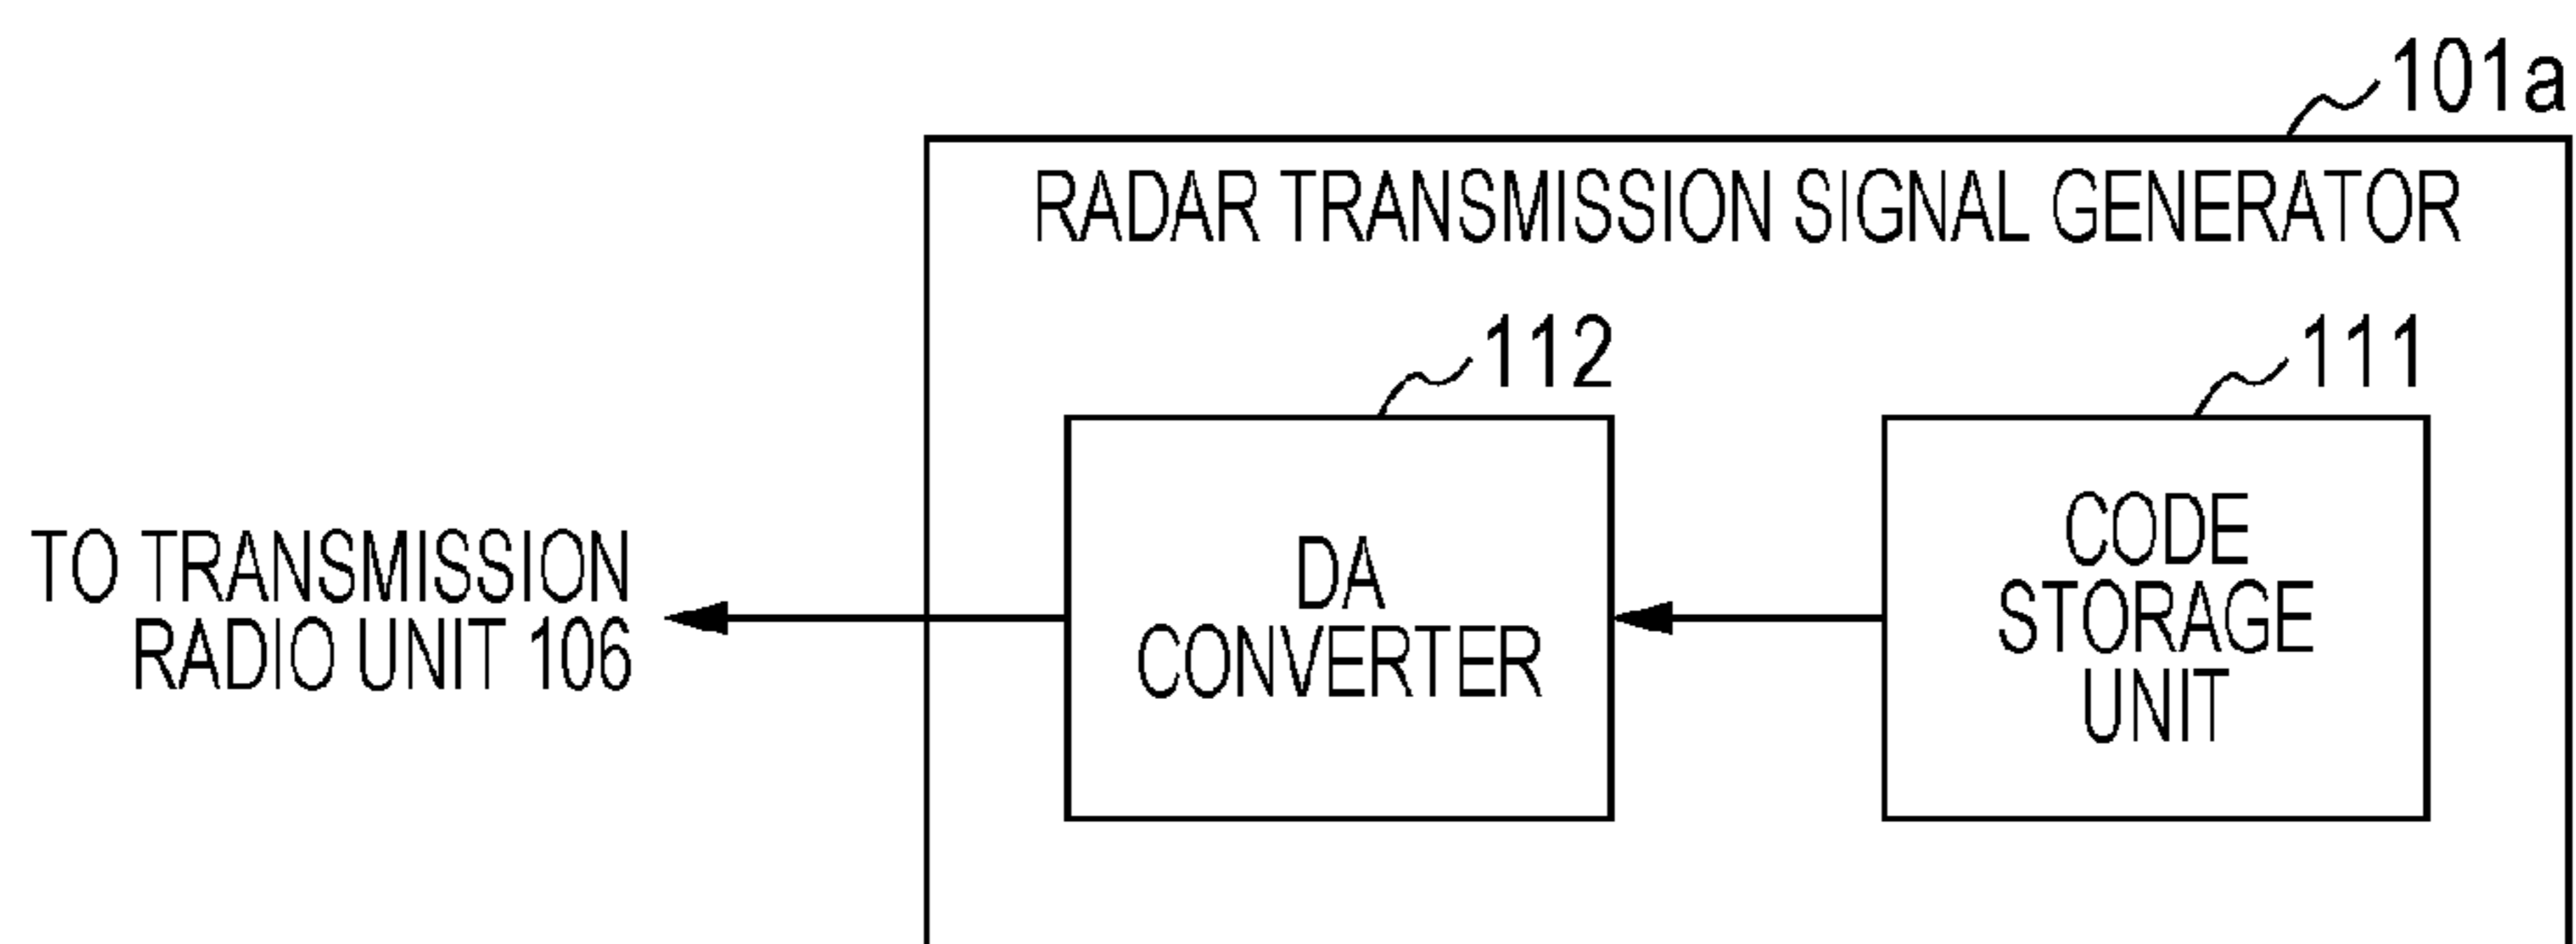 101a
RADAR TRANSMISSION SIGNAL GENERATOR
112
111
TO TRANSMISSION
RADIO UNIT 106
DA
CONVERTER
CODE
STORAGE
UNIT